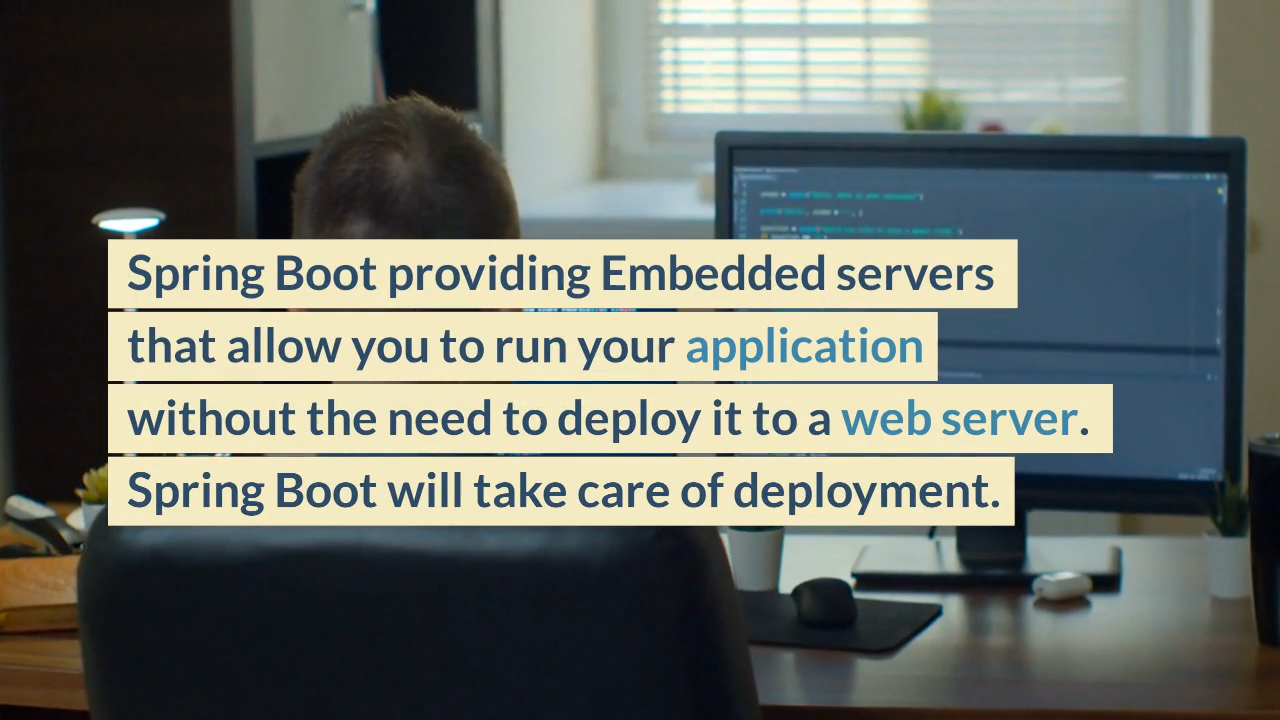 Spring Boot providing Embedded servers
that allow you to run your application
without the need to deploy it to a web server.
Spring Boot will take care of deployment.